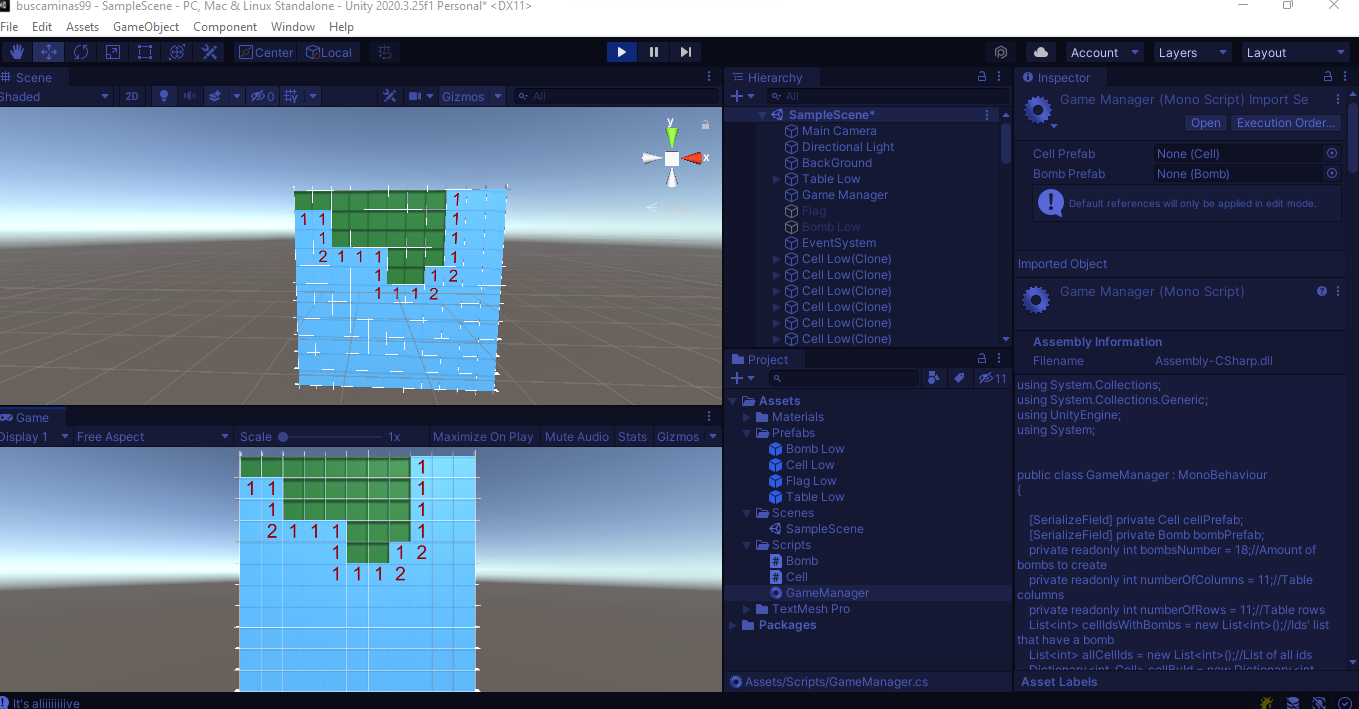 buscaminas99 - SampleScene - PC, Mac & Linux Standalone - Unity 2020.3.25f1 Personal* <DX11>
File Edit Assets GameObject Component Window Help
Center Local Account Layers Layout
Scene
Shaded 2D 0 Gizmos All
y
x
1
1 1 1
1 1
2 1 1 1 1
1 1 2
1 1 1 2
Game
Display 1 Free Aspect Scale 1x Maximize On Play Mute Audio Stats Gizmos
1
1 1 1
1 1
2 1 1 1 1
1 1 2
1 1 1 2
Hierarchy
All
SampleScene*
Main Camera
Directional Light
BackGround
Table Low
Game Manager
Flag
Bomb Low
EventSystem
Cell Low(Clone)
Cell Low(Clone)
Cell Low(Clone)
Cell Low(Clone)
Cell Low(Clone)
Cell Low(Clone)
Project
11
Assets
Materials
Prefabs
Bomb Low
Cell Low
Flag Low
Table Low
Scenes
SampleScene
Scripts
Bomb
Cell
GameManager
TextMesh Pro
Packages
Assets/Scripts/GameManager.cs
Inspector
Game Manager (Mono Script) Import Se
Open Execution Order...
Cell Prefab None (Cell)
Bomb Prefab None (Bomb)
Default references will only be applied in edit mode.
Imported Object
Game Manager (Mono Script)
Assembly Information
Filename Assembly-CSharp.dll
using System.Collections;
using System.Collections.Generic;
using UnityEngine;
using System;
public class GameManager : MonoBehaviour
{
[SerializeField] private Cell cellPrefab;
[SerializeField] private Bomb bombPrefab;
private readonly int bombsNumber = 18;//Amount of
bombs to create
private readonly int numberOfColumns = 11;//Table
columns
private readonly int numberOfRows = 11;//Table rows
List<int> cellIdsWithBombs = new List<int>();//Ids' list
that have a bomb
List<int> allCellIds = new List<int>();//List of all ids
Dictionary<int, Cell> cellById = new Dictionary<int,
Asset Labels
It's aliiiiiiiive